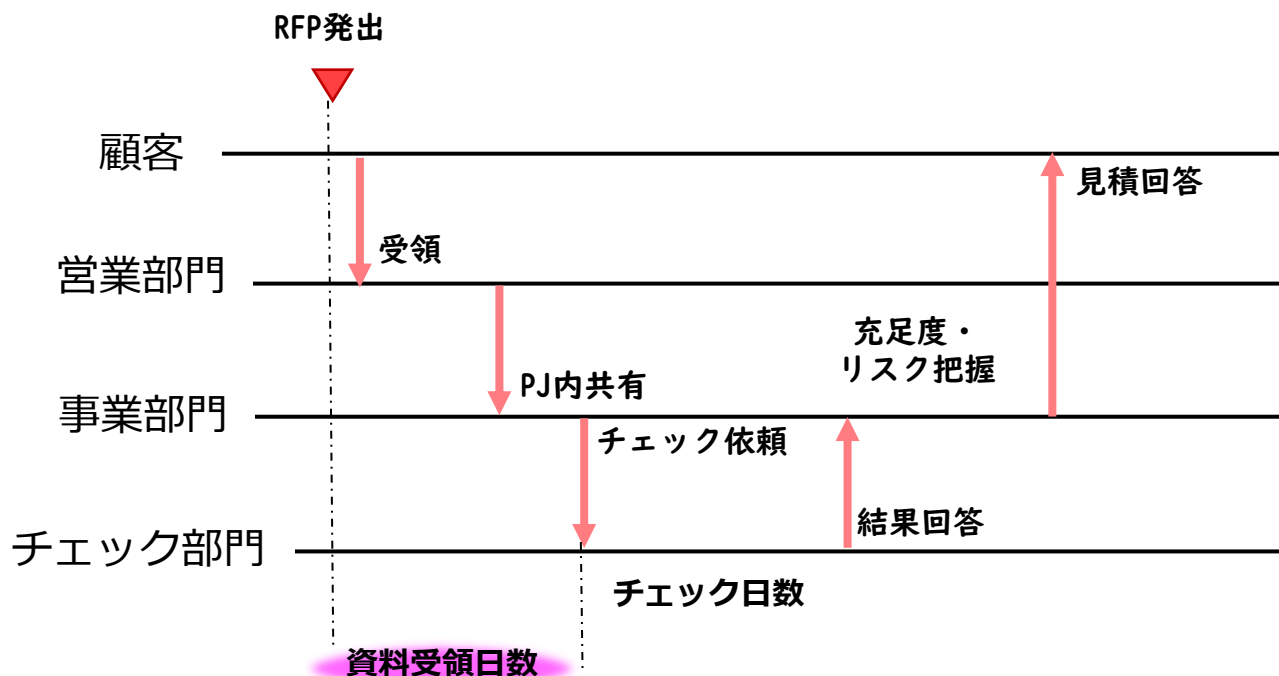 RFP発出
顧客
見積回答
受領
営業部門
充足度・
リスク把握
PJ内共有
事業部門
チェック依頼
結果回答
チェック部門
チェック日数
資料受領日数